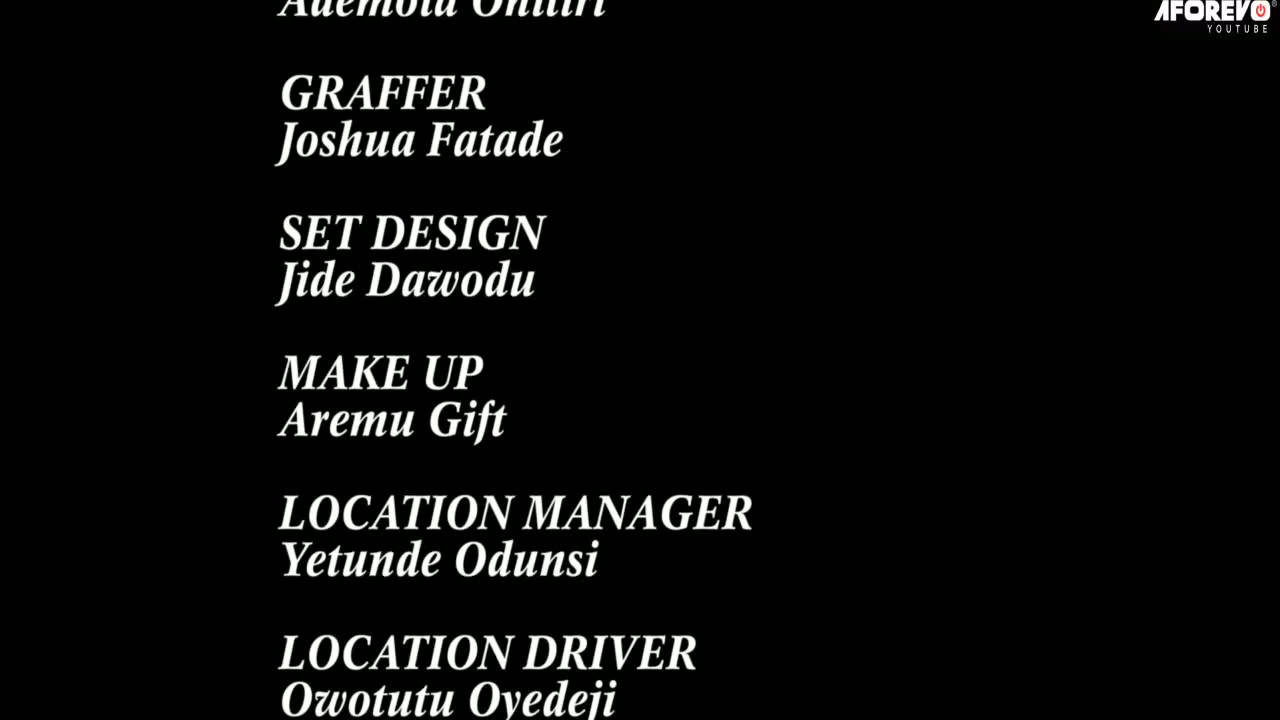 AFOREVO
YOUTUBE
GRAFFER
Joshua Fatade
SET DESIGN
Jide Dawodu
MAKE UP
Aremu Gift
LOCATION MANAGER
Yetunde Odunsi
LOCATION DRIVER
Owotutu Oyedeji